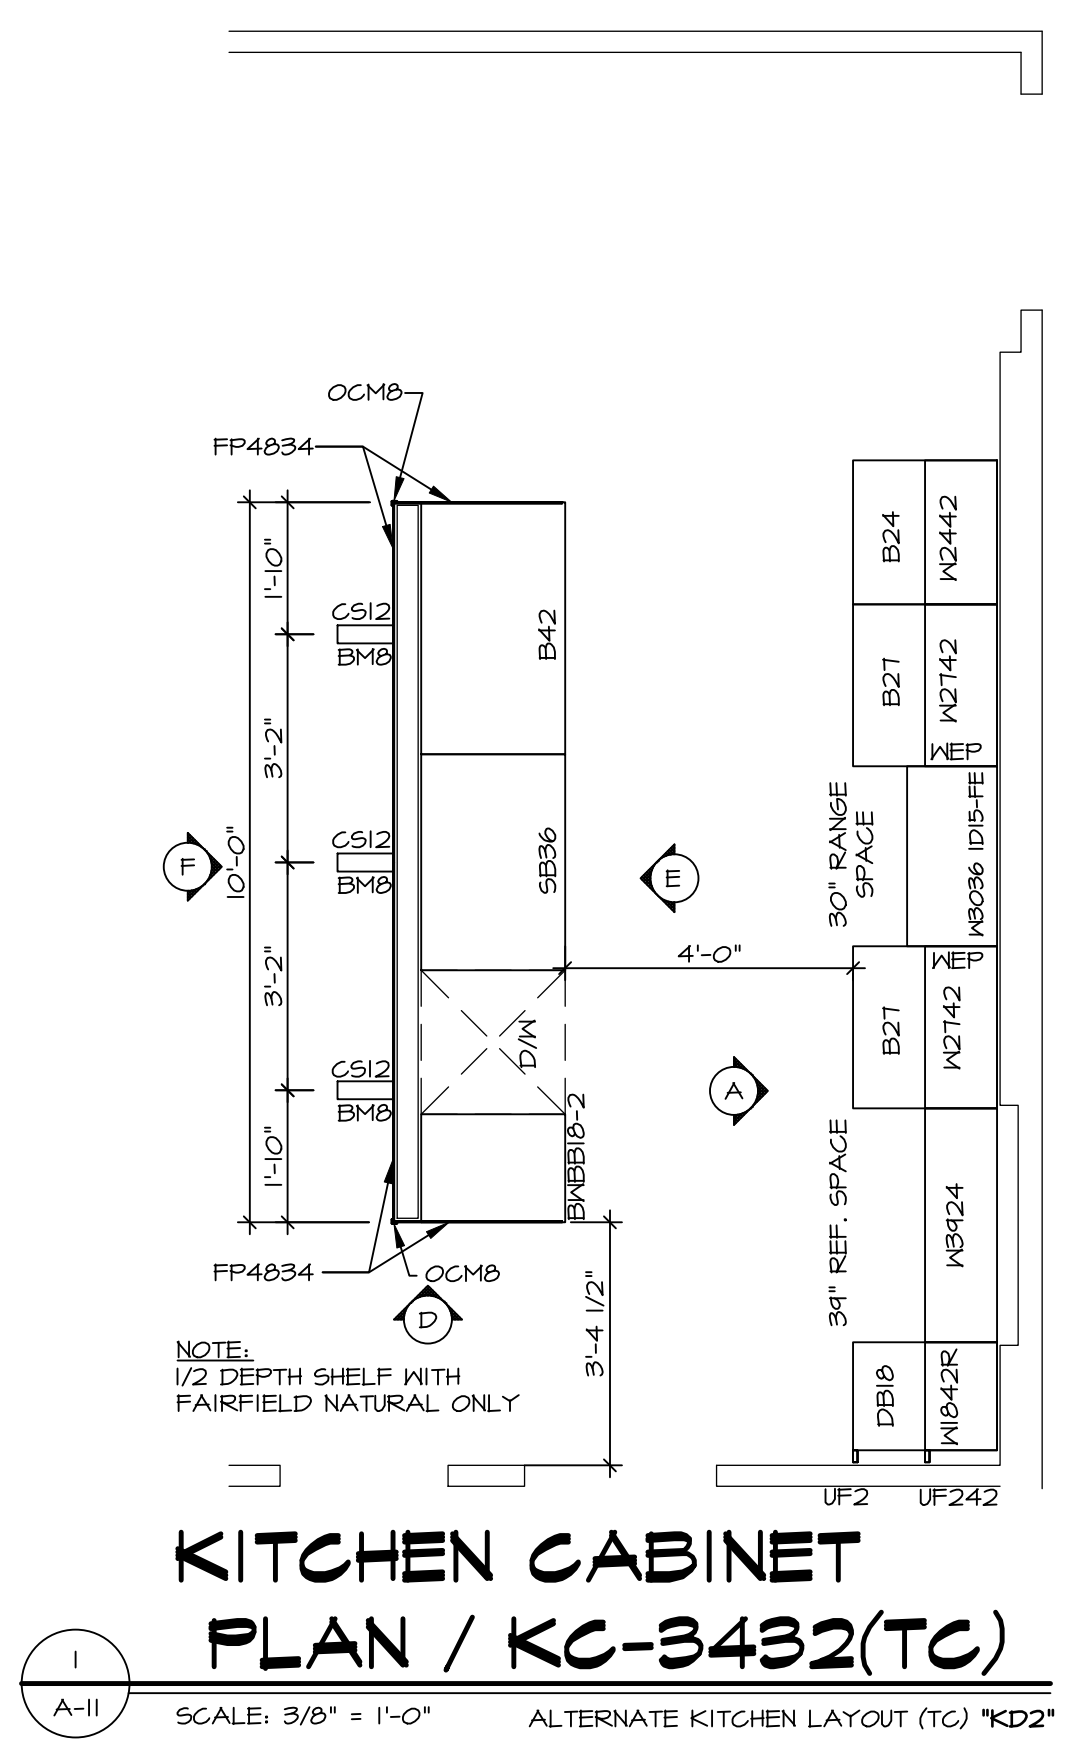 OCM8
FP4834
1'-10"
CS12
BM8
B42
B24
W2442
3'-2"
B27
W2742
WEP
F
10'-0"
CS12
BM8
SB36
E
30" RANGE
SPACE
W3036 1D15-FE
4'-0"
3'-2"
D/W
B27
WEP
W2742
CS12
BM8
A
1'-10"
BWBB18-2
39" REF. SPACE
W3924
FP4834
OCM8
D
3'-4 1/2"
NOTE:
1/2 DEPTH SHELF WITH
FAIRFIELD NATURAL ONLY
DB18
W1842R
UF2
UF242
KITCHEN CABINET
PLAN / KC-3432(TC)
1
A-11
SCALE: 3/8" = 1'-0"
ALTERNATE KITCHEN LAYOUT (TC) "KD2"